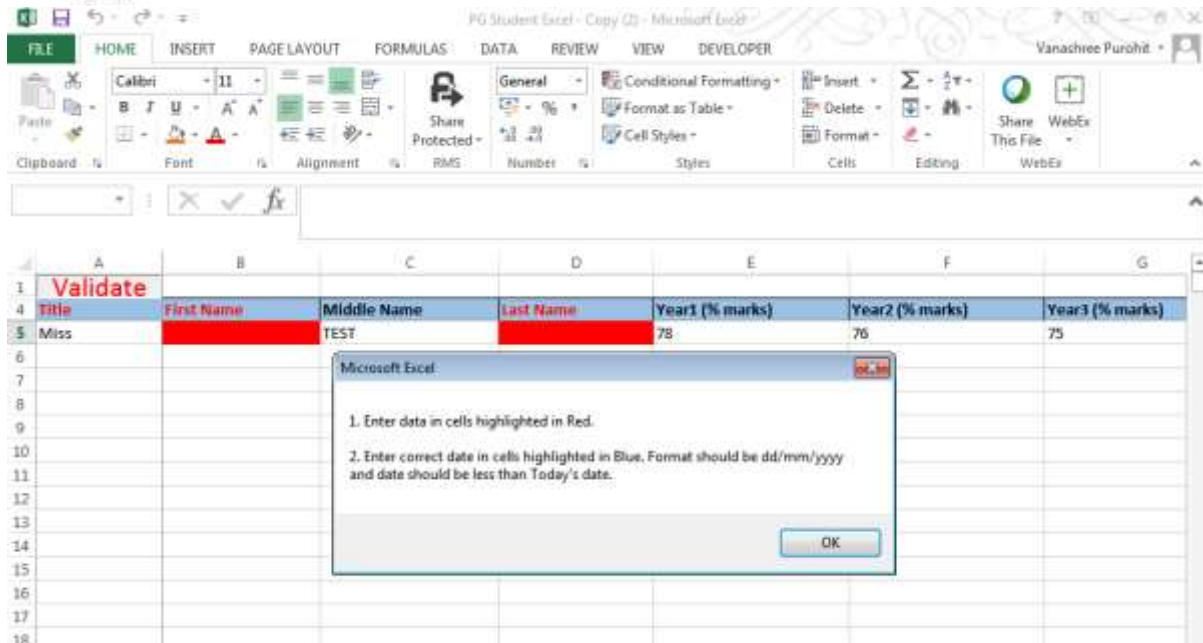 PG Student Excel - Copy (2) - Microsoft Excel
FILE HOME INSERT PAGE LAYOUT FORMULAS DATA REVIEW VIEW DEVELOPER Vanashree Purohit
Paste
Calibri 11
B I U A A
A
Share Protected
General
% ,
Conditional Formatting
Format as Table
Cell Styles
Insert
Delete
Format
Share This File
WebEx
Clipboard Font Alignment RMS Number Styles Cells Editing WebEx
fx
A B C D E F G
1 Validate
4 Title First Name Middle Name Last Name Year1 (% marks) Year2 (% marks) Year3 (% marks)
5 Miss TEST 78 76 75
6
7
8
9
10
11
12
13
14
15
16
17
18
Microsoft Excel
1. Enter data in cells highlighted in Red.
2. Enter correct date in cells highlighted in Blue. Format should be dd/mm/yyyy
and date should be less than Today's date.
OK